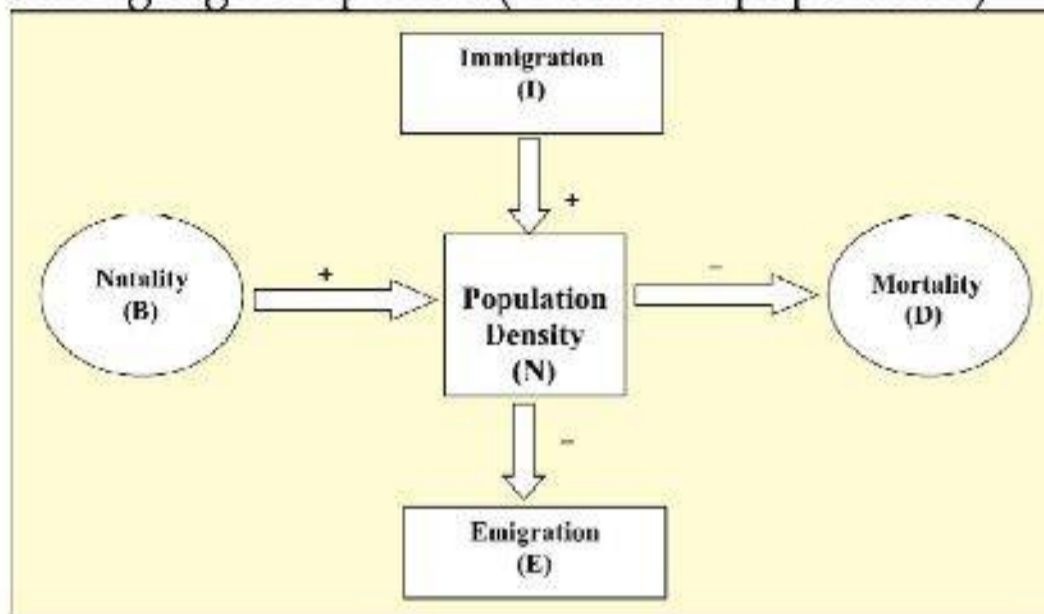 Immigration
(I)
+
Natality
(B)
+
Population
Density
(N)
–
Mortality
(D)
–
Emigration
(E)